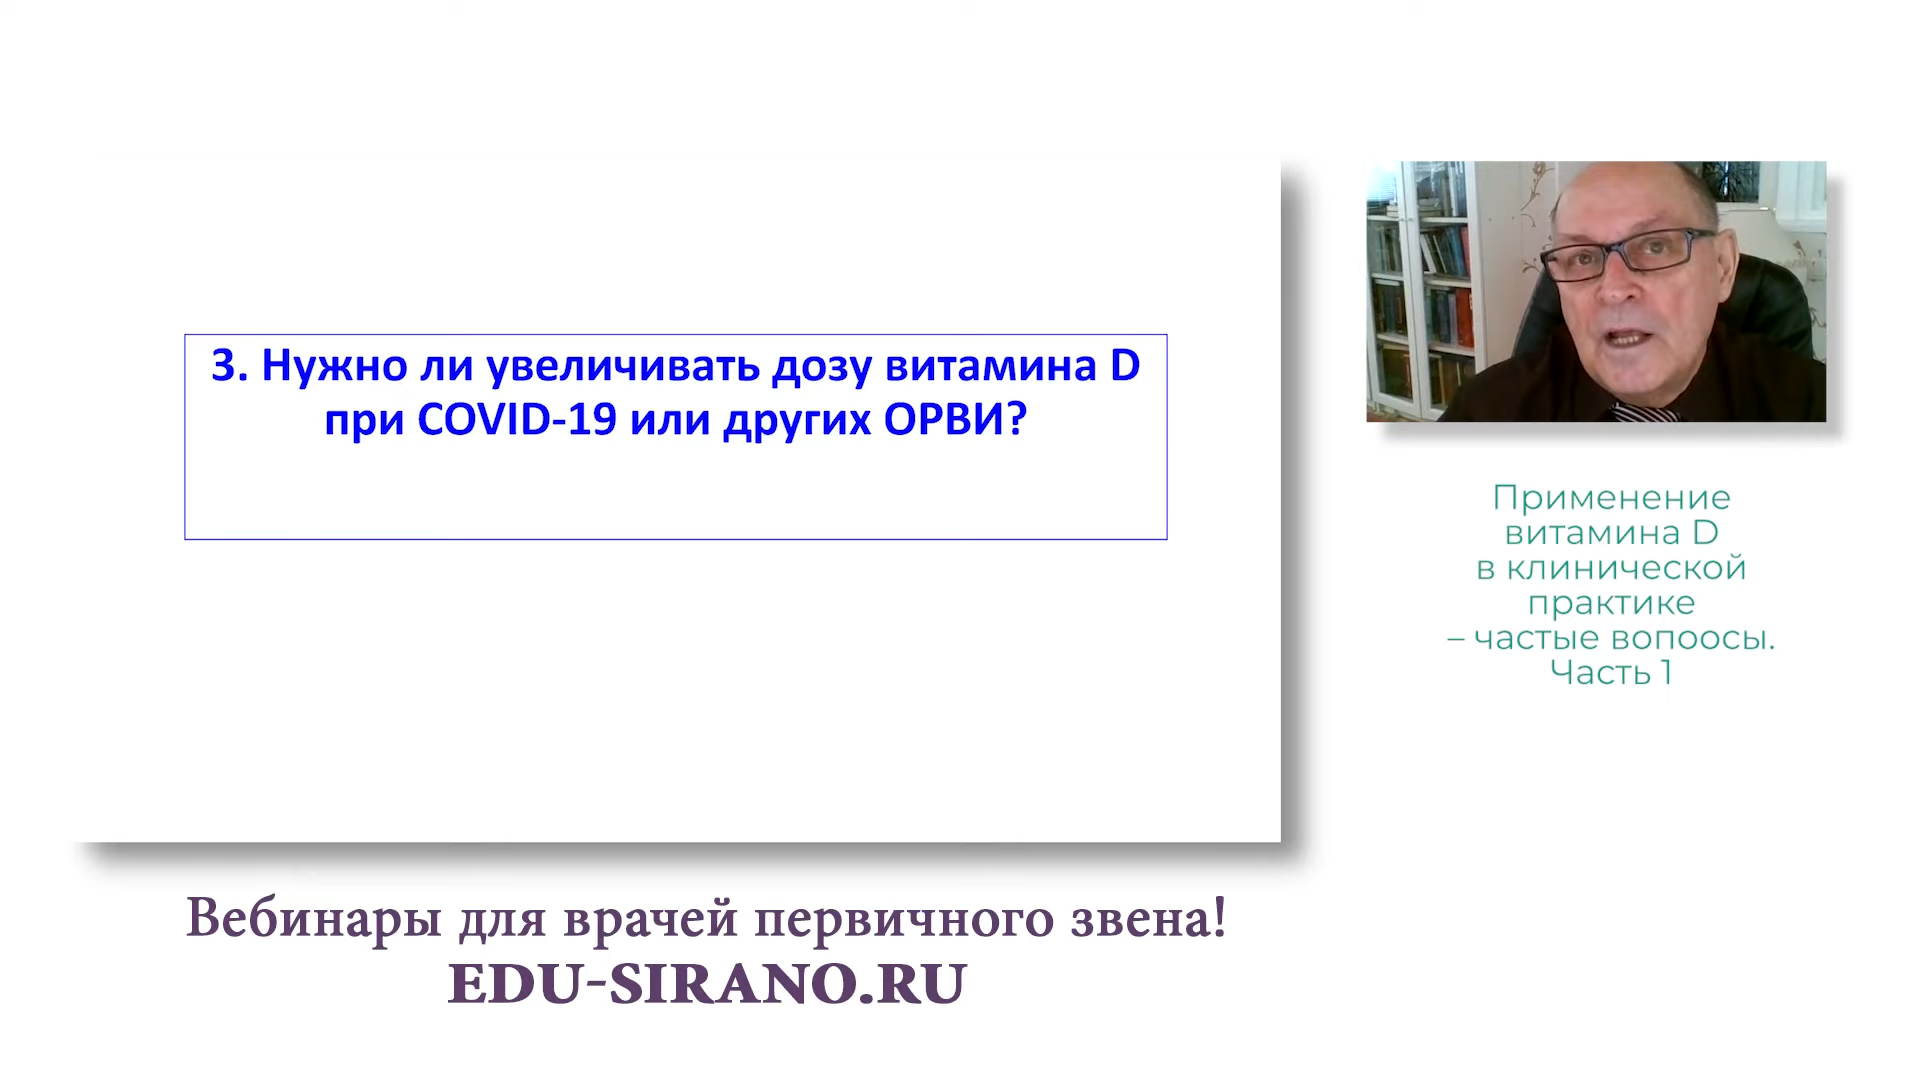 3. Нужно ли увеличивать дозу витамина D
при COVID-19 или других ОРВИ?
Применение
витамина D
в клинической
практике
– частые вопоосы.
Часть 1
Вебинары для врачей первичного звена!
EDU-SIRANO.RU